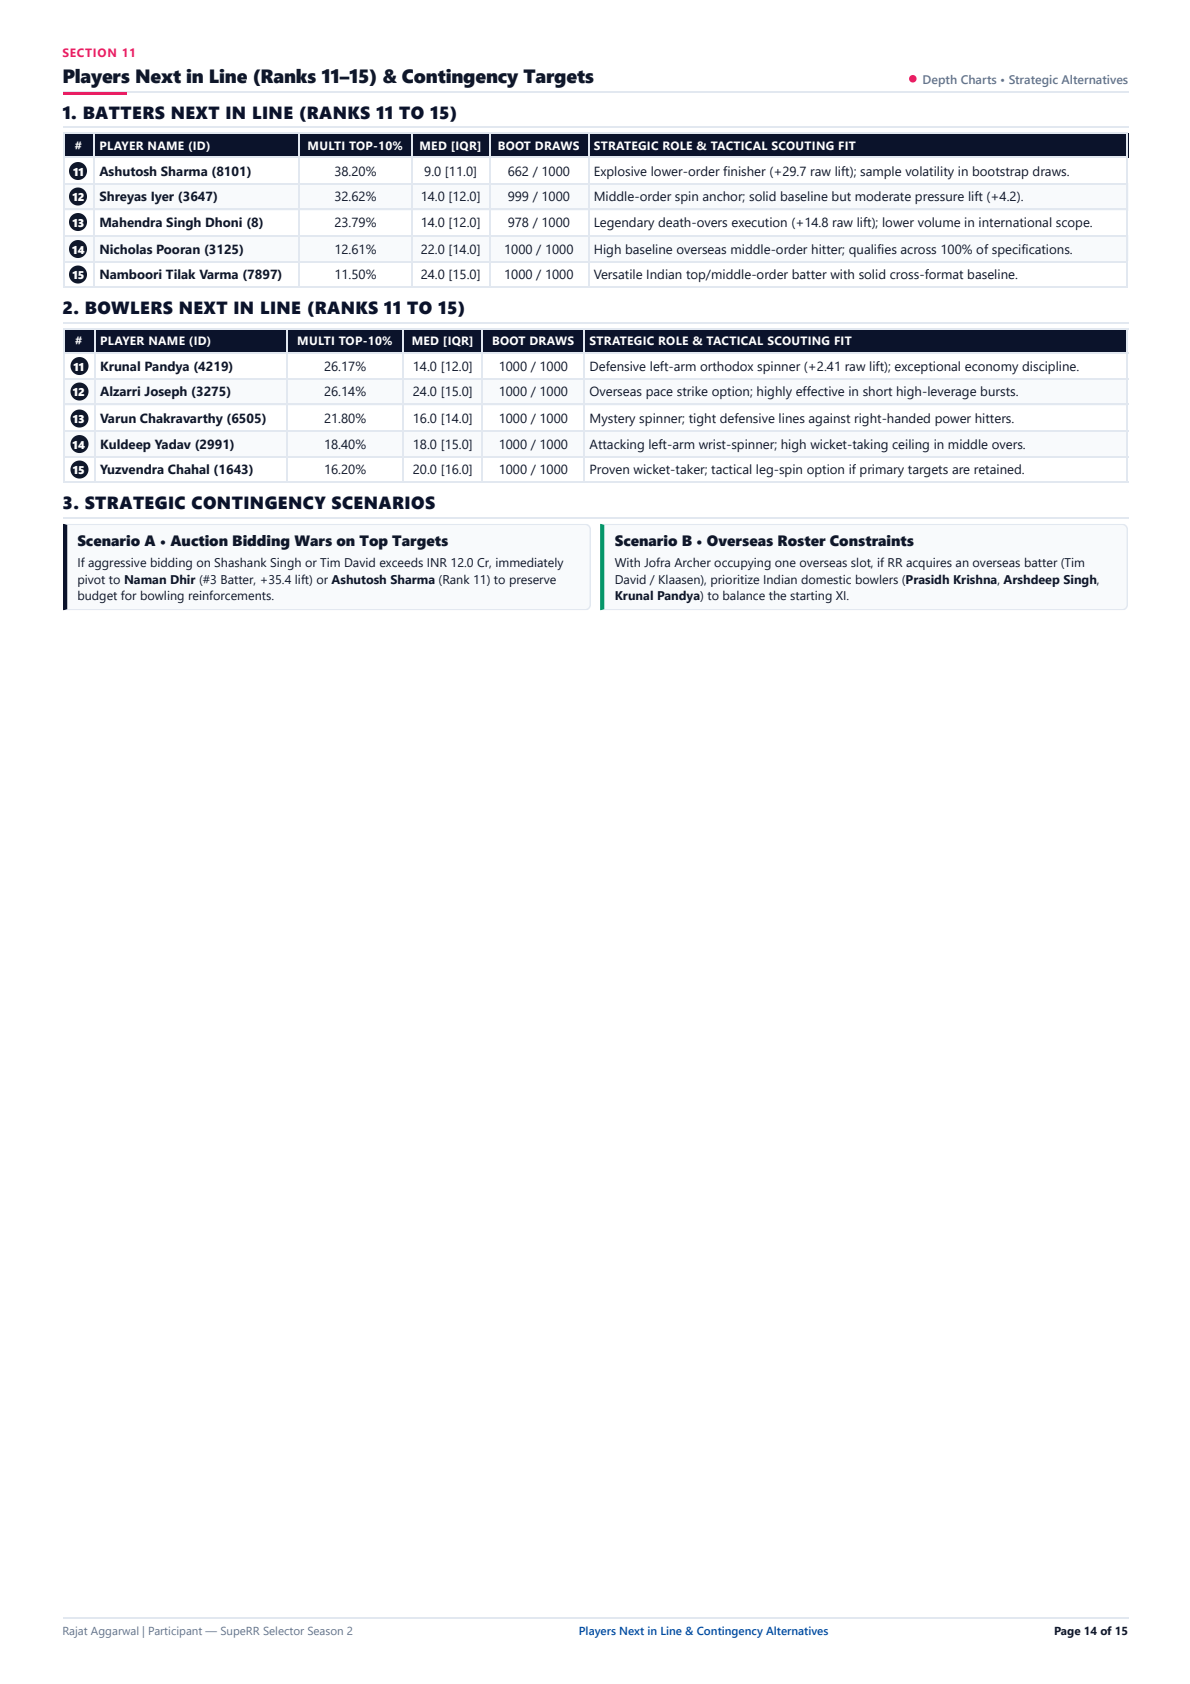 SECTION 11
Players Next in Line (Ranks 11–15) & Contingency Targets
● Depth Charts • Strategic Alternatives
1. BATTERS NEXT IN LINE (RANKS 11 TO 15)
# PLAYER NAME (ID) MULTI TOP-10% MED [IQR] BOOT DRAWS STRATEGIC ROLE & TACTICAL SCOUTING FIT
11 Ashutosh Sharma (8101) 38.20% 9.0 [11.0] 662 / 1000 Explosive lower-order finisher (+29.7 raw lift); sample volatility in bootstrap draws.
12 Shreyas Iyer (3647) 32.62% 14.0 [12.0] 999 / 1000 Middle-order spin anchor; solid baseline but moderate pressure lift (+4.2).
13 Mahendra Singh Dhoni (8) 23.79% 14.0 [12.0] 978 / 1000 Legendary death-overs execution (+14.8 raw lift); lower volume in international scope.
14 Nicholas Pooran (3125) 12.61% 22.0 [14.0] 1000 / 1000 High baseline overseas middle-order hitter; qualifies across 100% of specifications.
15 Namboori Tilak Varma (7897) 11.50% 24.0 [15.0] 1000 / 1000 Versatile Indian top/middle-order batter with solid cross-format baseline.
2. BOWLERS NEXT IN LINE (RANKS 11 TO 15)
# PLAYER NAME (ID) MULTI TOP-10% MED [IQR] BOOT DRAWS STRATEGIC ROLE & TACTICAL SCOUTING FIT
11 Krunal Pandya (4219) 26.17% 14.0 [12.0] 1000 / 1000 Defensive left-arm orthodox spinner (+2.41 raw lift); exceptional economy discipline.
12 Alzarri Joseph (3275) 26.14% 24.0 [15.0] 1000 / 1000 Overseas pace strike option; highly effective in short high-leverage bursts.
13 Varun Chakravarthy (6505) 21.80% 16.0 [14.0] 1000 / 1000 Mystery spinner; tight defensive lines against right-handed power hitters.
14 Kuldeep Yadav (2991) 18.40% 18.0 [15.0] 1000 / 1000 Attacking left-arm wrist-spinner; high wicket-taking ceiling in middle overs.
15 Yuzvendra Chahal (1643) 16.20% 20.0 [16.0] 1000 / 1000 Proven wicket-taker; tactical leg-spin option if primary targets are retained.
3. STRATEGIC CONTINGENCY SCENARIOS
Scenario A • Auction Bidding Wars on Top Targets
If aggressive bidding on Shashank Singh or Tim David exceeds INR 12.0 Cr, immediately
pivot to Naman Dhir (#3 Batter, +35.4 lift) or Ashutosh Sharma (Rank 11) to preserve
budget for bowling reinforcements.
Scenario B • Overseas Roster Constraints
With Jofra Archer occupying one overseas slot, if RR acquires an overseas batter (Tim
David / Klaasen), prioritize Indian domestic bowlers (Prasidh Krishna, Arshdeep Singh,
Krunal Pandya) to balance the starting XI.
Rajat Aggarwal | Participant — SupeRR Selector Season 2
Players Next in Line & Contingency Alternatives
Page 14 of 15